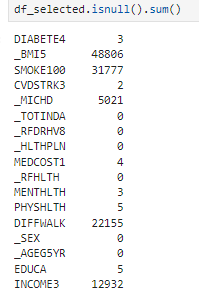 df_selected.isnull().sum()
DIABETE4 3
_BMI5 48806
SMOKE100 31777
CVDSTRK3 2
_MICHD 5021
_TOTINDA 0
_RFDRHV8 0
_HLTHPLN 0
MEDCOST1 4
_RFHLTH 0
MENTHLTH 3
PHYSHLTH 5
DIFFWALK 22155
_SEX 0
_AGEG5YR 0
EDUCA 5
INCOME3 12932